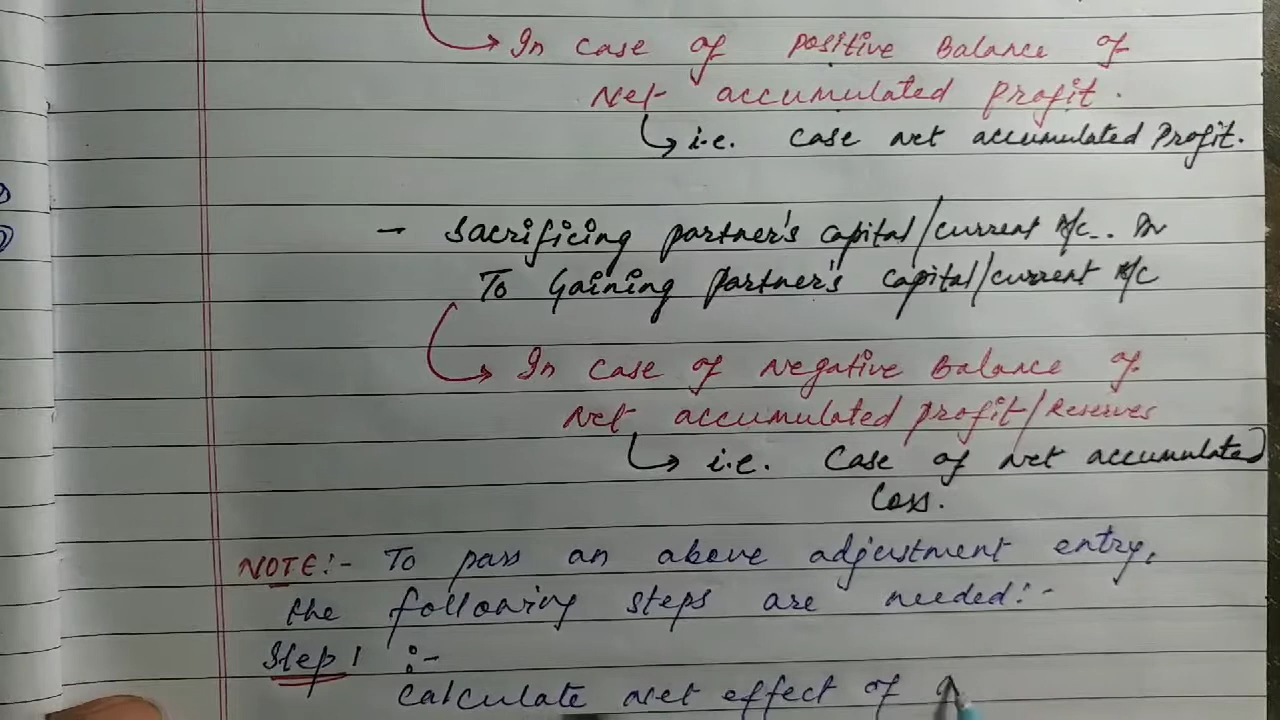 → In case of positive Balance of
Net accumulated profit.
↳ i.e. case net accumulated Profit.
- Sacrificing partner's capital/current A/c.. Dr
To Gaining Partner's capital/current A/c
→ In case of Negative Balance of
Net accumulated profit/Reserves
↳ i.e. Case of net accumulated
Loss.
NOTE:- To pass an above adjustment entry,
the following steps are needed:-
Step 1 :-
Calculate net effect of